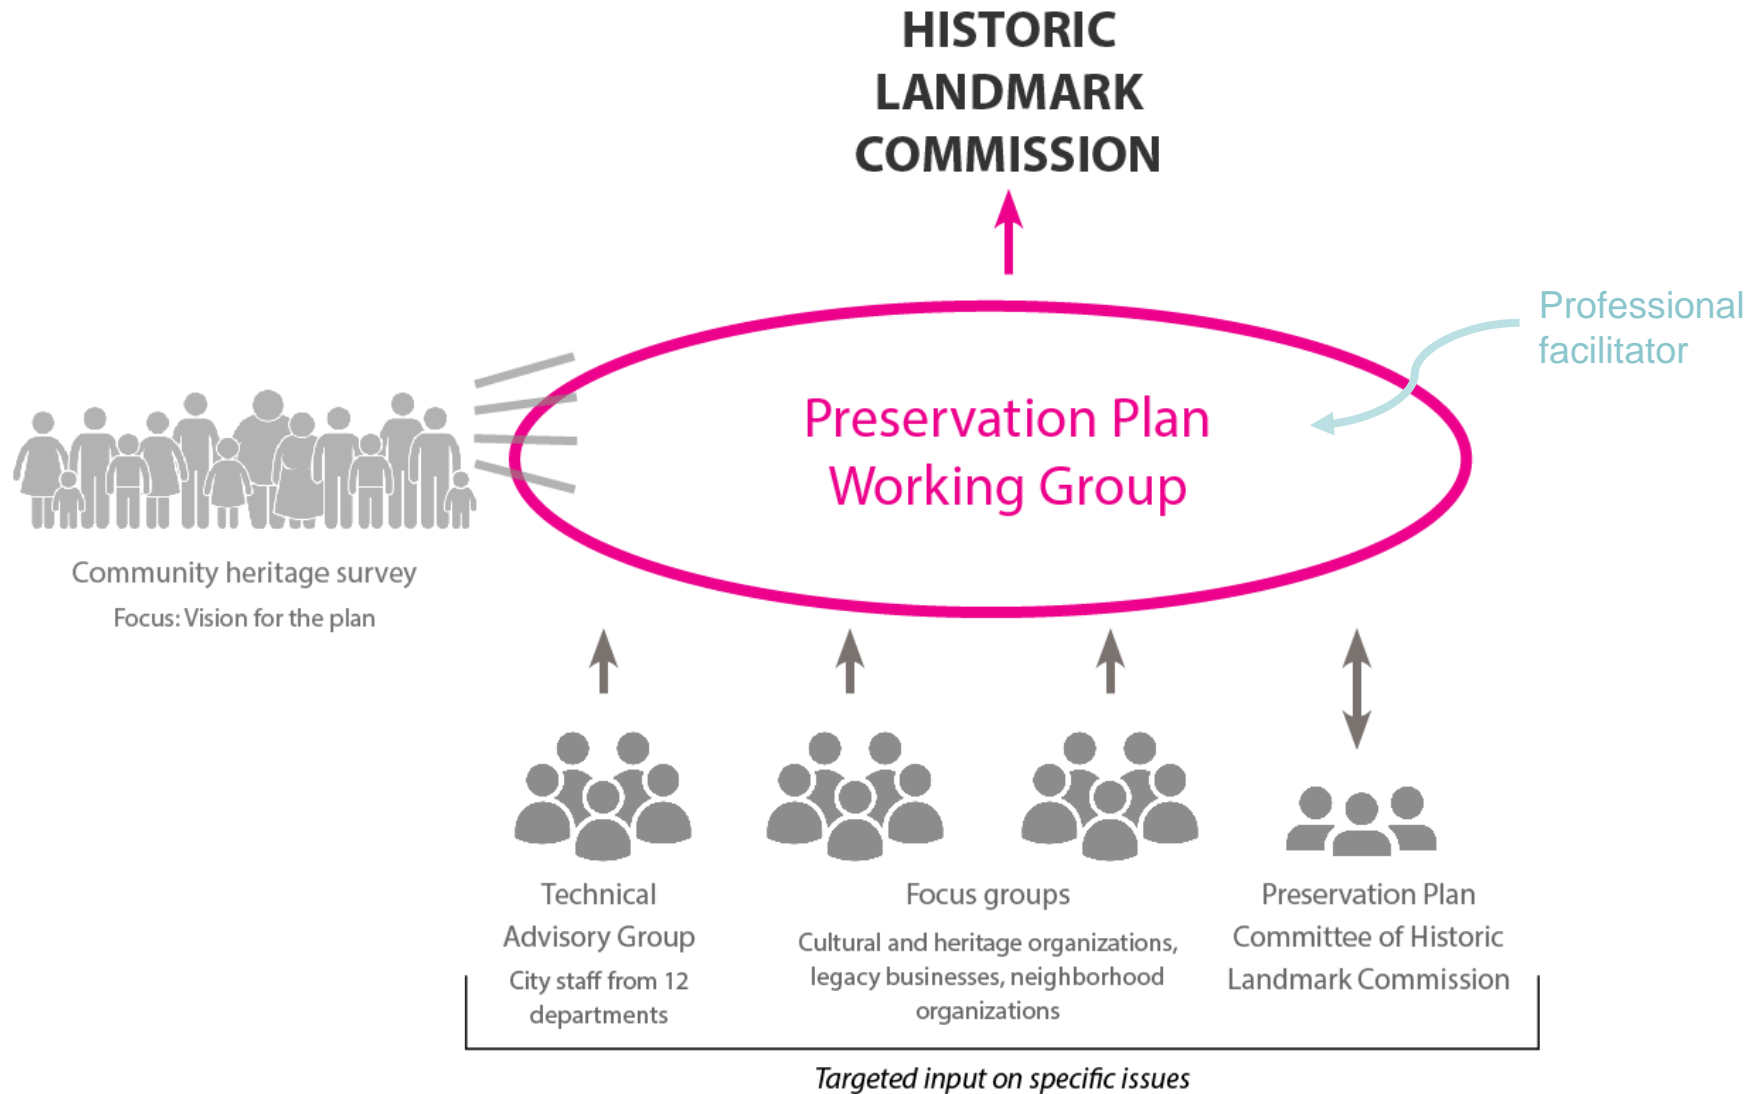 HISTORIC
LANDMARK
COMMISSION
Professional
facilitator
Preservation Plan
Working Group
Community heritage survey
Focus: Vision for the plan
Technical
Advisory Group
City staff from 12
departments
Focus groups
Cultural and heritage organizations,
legacy businesses, neighborhood
organizations
Preservation Plan
Committee of Historic
Landmark Commission
Targeted input on specific issues